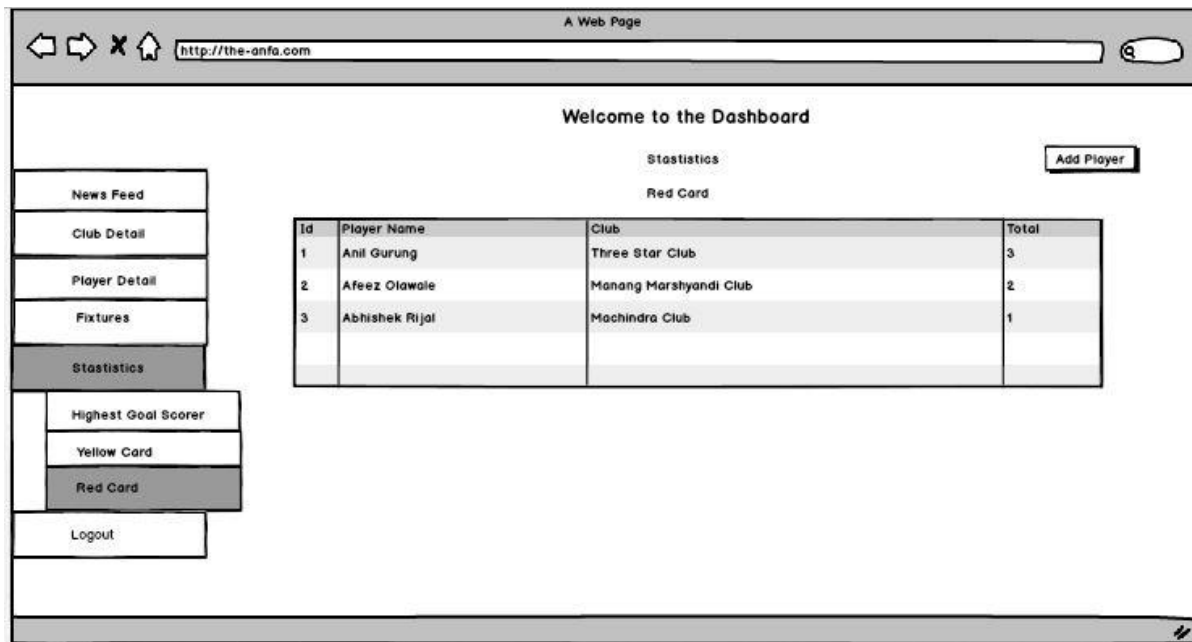 A Web Page
http://the-anfa.com
Welcome to the Dashboard
Stastistics
Add Player
Red Card
News Feed
Club Detail
Player Detail
Fixtures
Stastistics
Highest Goal Scorer
Yellow Card
Red Card
Logout
Id Player Name Club Total
1 Anil Gurung Three Star Club 3
2 Afeez Olawale Manang Marshyandi Club 2
3 Abhishek Rijal Machindra Club 1